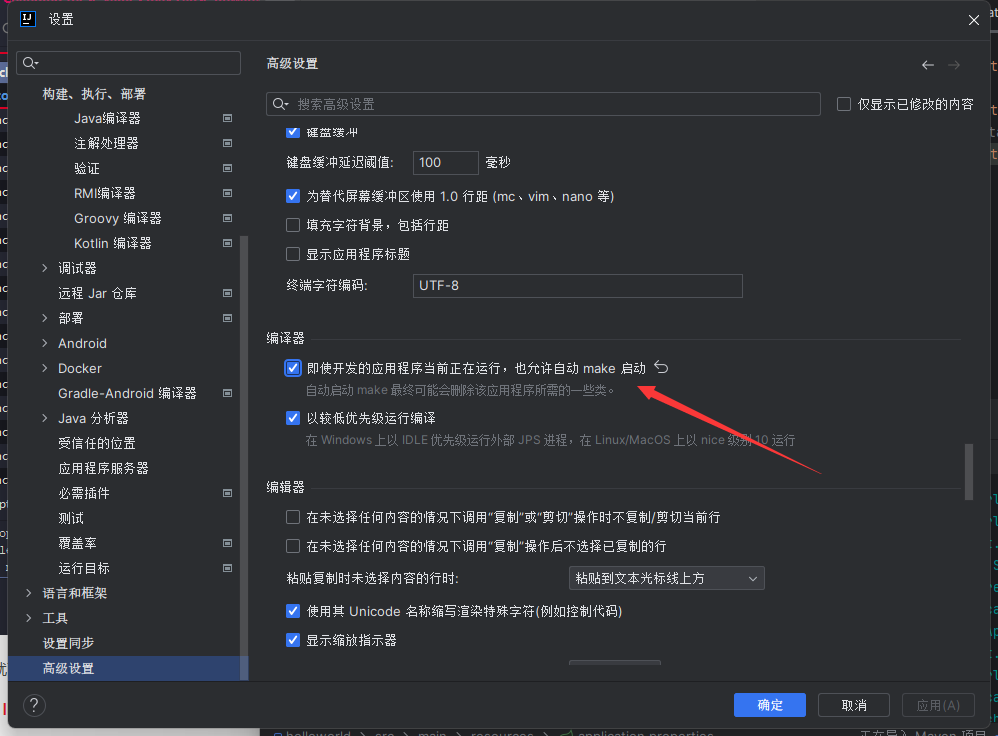 设置
高级设置
搜索高级设置
仅显示已修改的内容
构建、执行、部署
Java编译器
注解处理器
验证
RMI编译器
Groovy 编译器
Kotlin 编译器
调试器
远程 Jar 仓库
部署
Android
Docker
Gradle-Android 编译器
Java 分析器
受信任的位置
应用程序服务器
必需插件
测试
覆盖率
运行目标
语言和框架
工具
设置同步
高级设置
键盘缓冲
键盘缓冲延迟阈值: 100 毫秒
为替代屏幕缓冲区使用 1.0 行距 (mc、vim、nano 等)
填充字符背景，包括行距
显示应用程序标题
终端字符编码: UTF-8
编译器
即使开发的应用程序当前正在运行，也允许自动 make 启动
自动启动 make 最终可能会删除该应用程序所需的一些类。
以较低优先级运行编译
在 Windows 上以 IDLE 优先级运行外部 JPS 进程，在 Linux/MacOS 上以 nice 级别 10 运行
编辑器
在未选择任何内容的情况下调用“复制”或“剪切”操作时不复制/剪切当前行
在未选择任何内容的情况下调用“复制”操作后不选择已复制的行
粘贴复制时未选择内容的行时: 粘贴到文本光标线上方
使用其 Unicode 名称缩写渲染特殊字符(例如控制代码)
显示缩放指示器
?
确定
取消
应用(A)
helloworld > src > main > resources > application.properties
正在导入 Maven 项目